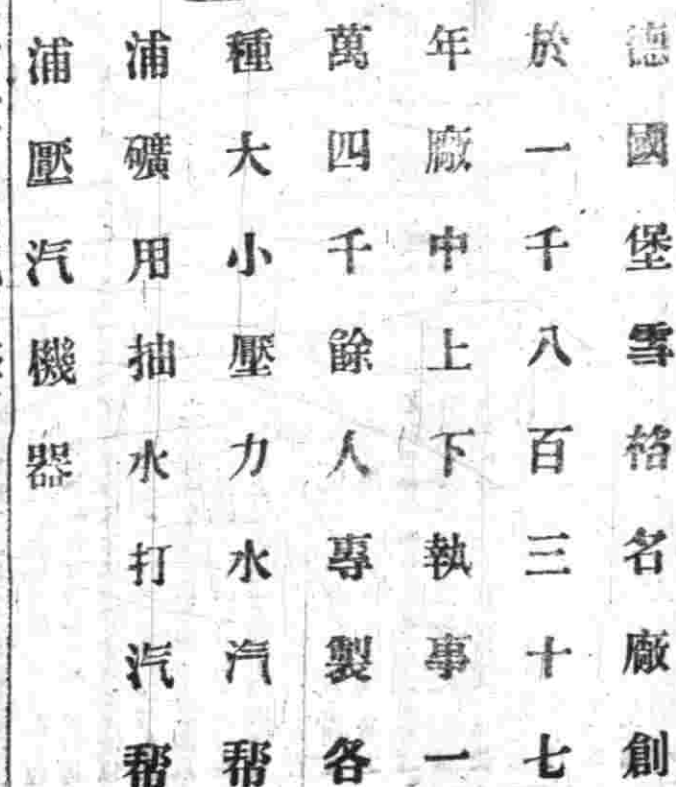 德國堡雪格名廠創
於一千八百三十七
年廠中上下執事一
萬四千餘人專製各
種大小壓力水汽帮
浦礦用抽水打汽帮
浦壓汽機器